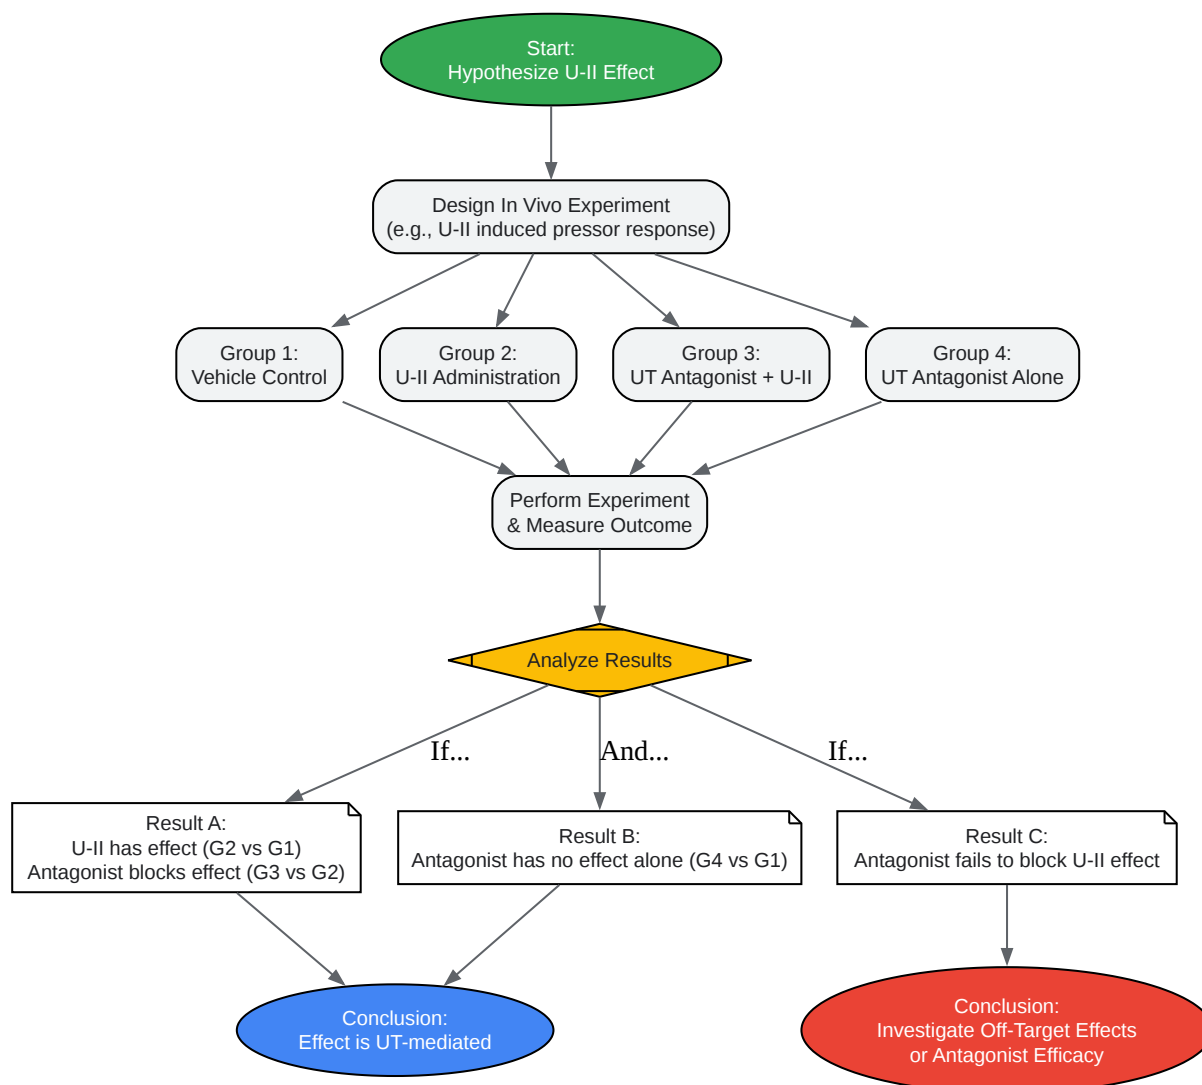 Start:
Hypothesize U-II Effect
Design In Vivo Experiment
(e.g., U-II induced pressor response)
Group 1:
Vehicle Control
Group 2:
U-II Administration
Group 3:
UT Antagonist + U-II
Group 4:
UT Antagonist Alone
Perform Experiment
& Measure Outcome
Analyze Results
If...
And...
If...
Result A:
U-II has effect (G2 vs G1)
Antagonist blocks effect (G3 vs G2)
Result B:
Antagonist has no effect alone (G4 vs G1)
Result C:
Antagonist fails to block U-II effect
Conclusion:
Effect is UT-mediated
Conclusion:
Investigate Off-Target Effects
or Antagonist Efficacy